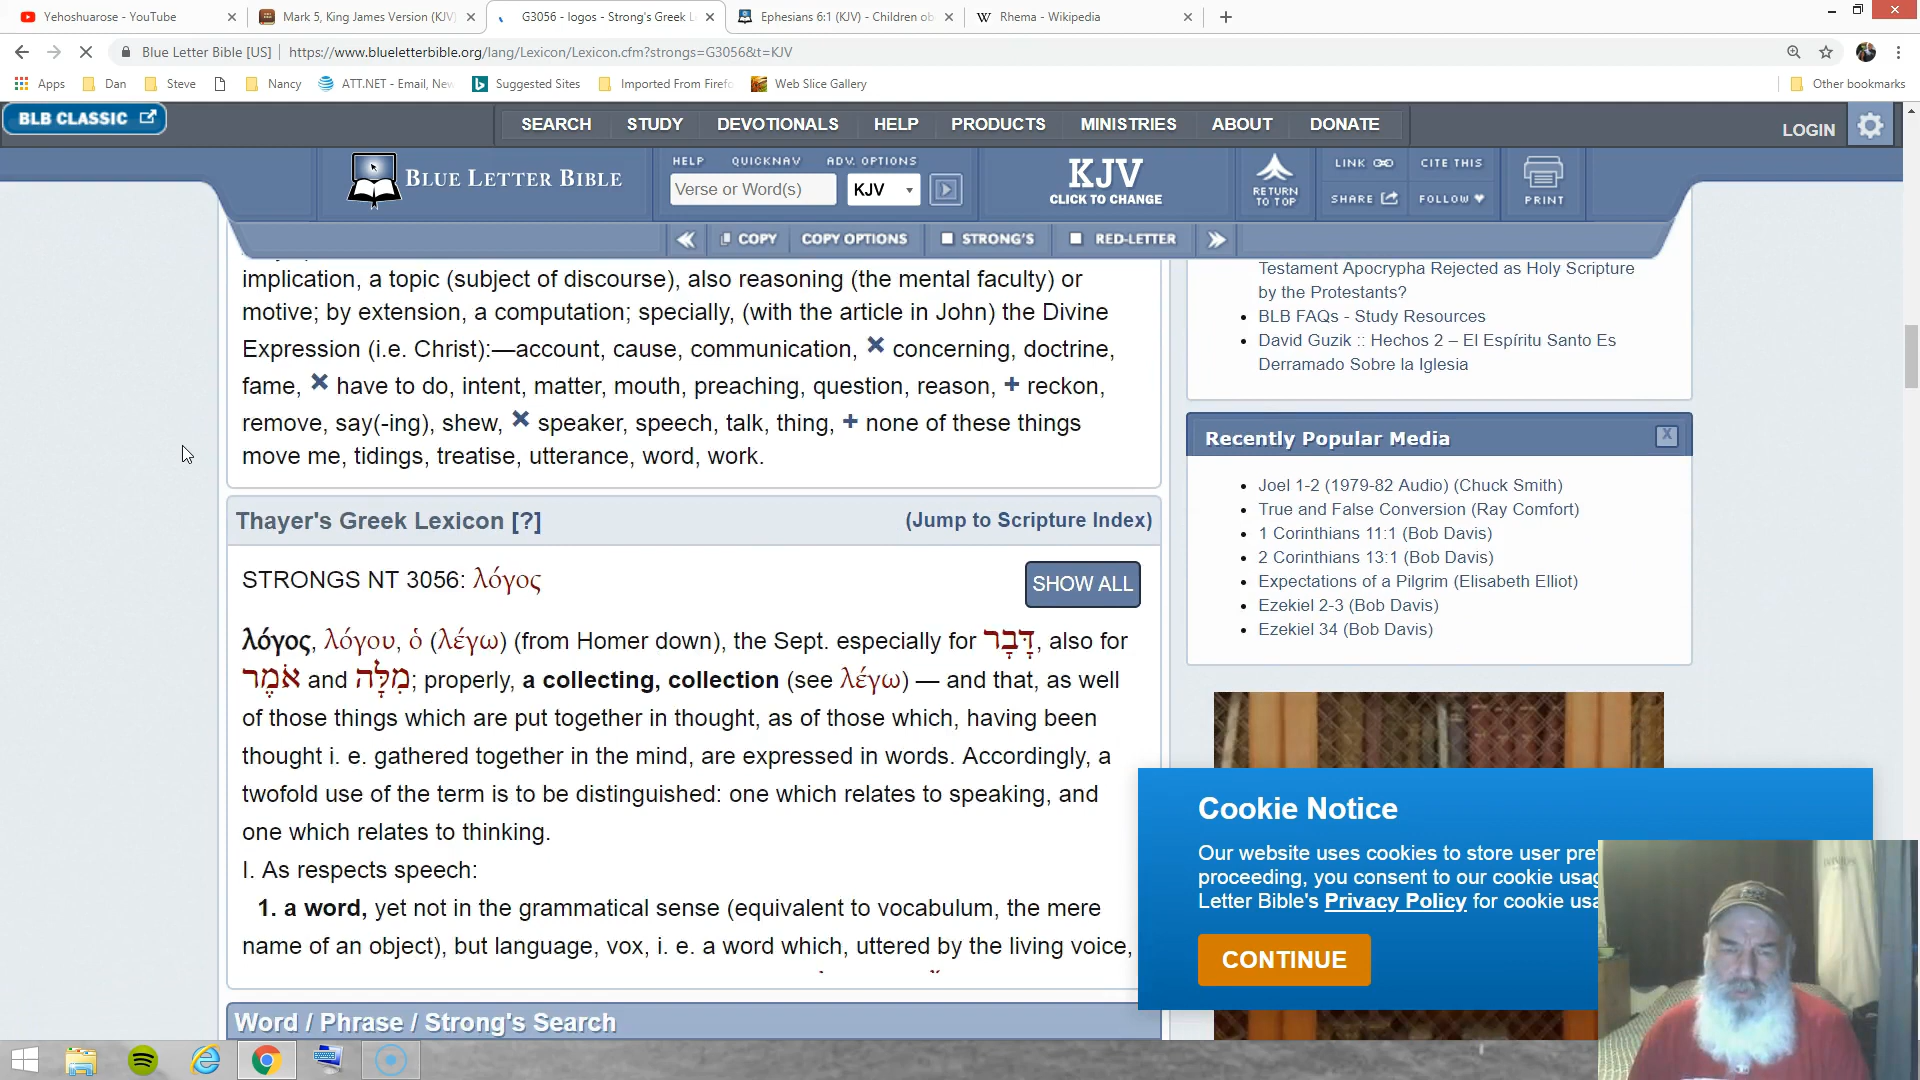 Yehoshuarose - YouTube
Mark 5, King James Version (KJV)
G3056 - logos - Strong's Greek L
Ephesians 6:1 (KJV) - Children ob
W Rhema - Wikipedia
Blue Letter Bible [US] https://www.blueletterbible.org/lang/Lexicon/Lexicon.cfm?strongs=G3056&t=KJV
Apps Dan Steve Nancy ATT.NET - Email, New Suggested Sites Imported From Firefo Web Slice Gallery Other bookmarks
BLB CLASSIC
SEARCH STUDY DEVOTIONALS HELP PRODUCTS MINISTRIES ABOUT DONATE
LOGIN
BLUE LETTER BIBLE
HELP QUICKNAV ADV. OPTIONS
Verse or Word(s) KJV
KJV
CLICK TO CHANGE
RETURN
TO TOP
LINK CITE THIS
SHARE FOLLOW
PRINT
COPY COPY OPTIONS STRONG'S RED-LETTER
implication, a topic (subject of discourse), also reasoning (the mental faculty) or
motive; by extension, a computation; specially, (with the article in John) the Divine
Expression (i.e. Christ):—account, cause, communication, × concerning, doctrine,
fame, × have to do, intent, matter, mouth, preaching, question, reason, + reckon,
remove, say(-ing), shew, × speaker, speech, talk, thing, + none of these things
move me, tidings, treatise, utterance, word, work.
Thayer's Greek Lexicon [?] (Jump to Scripture Index)
STRONGS NT 3056: λόγος
SHOW ALL
λόγος, λόγου, ὁ (λέγω) (from Homer down), the Sept. especially for דָּבָר, also for
אֹמֶר and מִלָּה; properly, a collecting, collection (see λέγω) — and that, as well
of those things which are put together in thought, as of those which, having been
thought i. e. gathered together in the mind, are expressed in words. Accordingly, a
twofold use of the term is to be distinguished: one which relates to speaking, and
one which relates to thinking.
I. As respects speech:
1. a word, yet not in the grammatical sense (equivalent to vocabulum, the mere
name of an object), but language, vox, i. e. a word which, uttered by the living voice,
Word / Phrase / Strong's Search
Testament Apocrypha Rejected as Holy Scripture
by the Protestants?
BLB FAQs - Study Resources
David Guzik :: Hechos 2 – El Espíritu Santo Es
Derramado Sobre la Iglesia
Recently Popular Media
X
Joel 1-2 (1979-82 Audio) (Chuck Smith)
True and False Conversion (Ray Comfort)
1 Corinthians 11:1 (Bob Davis)
2 Corinthians 13:1 (Bob Davis)
Expectations of a Pilgrim (Elisabeth Elliot)
Ezekiel 2-3 (Bob Davis)
Ezekiel 34 (Bob Davis)
Cookie Notice
Our website uses cookies to store user pre
proceeding, you consent to our cookie usag
Letter Bible's Privacy Policy for cookie usa
CONTINUE